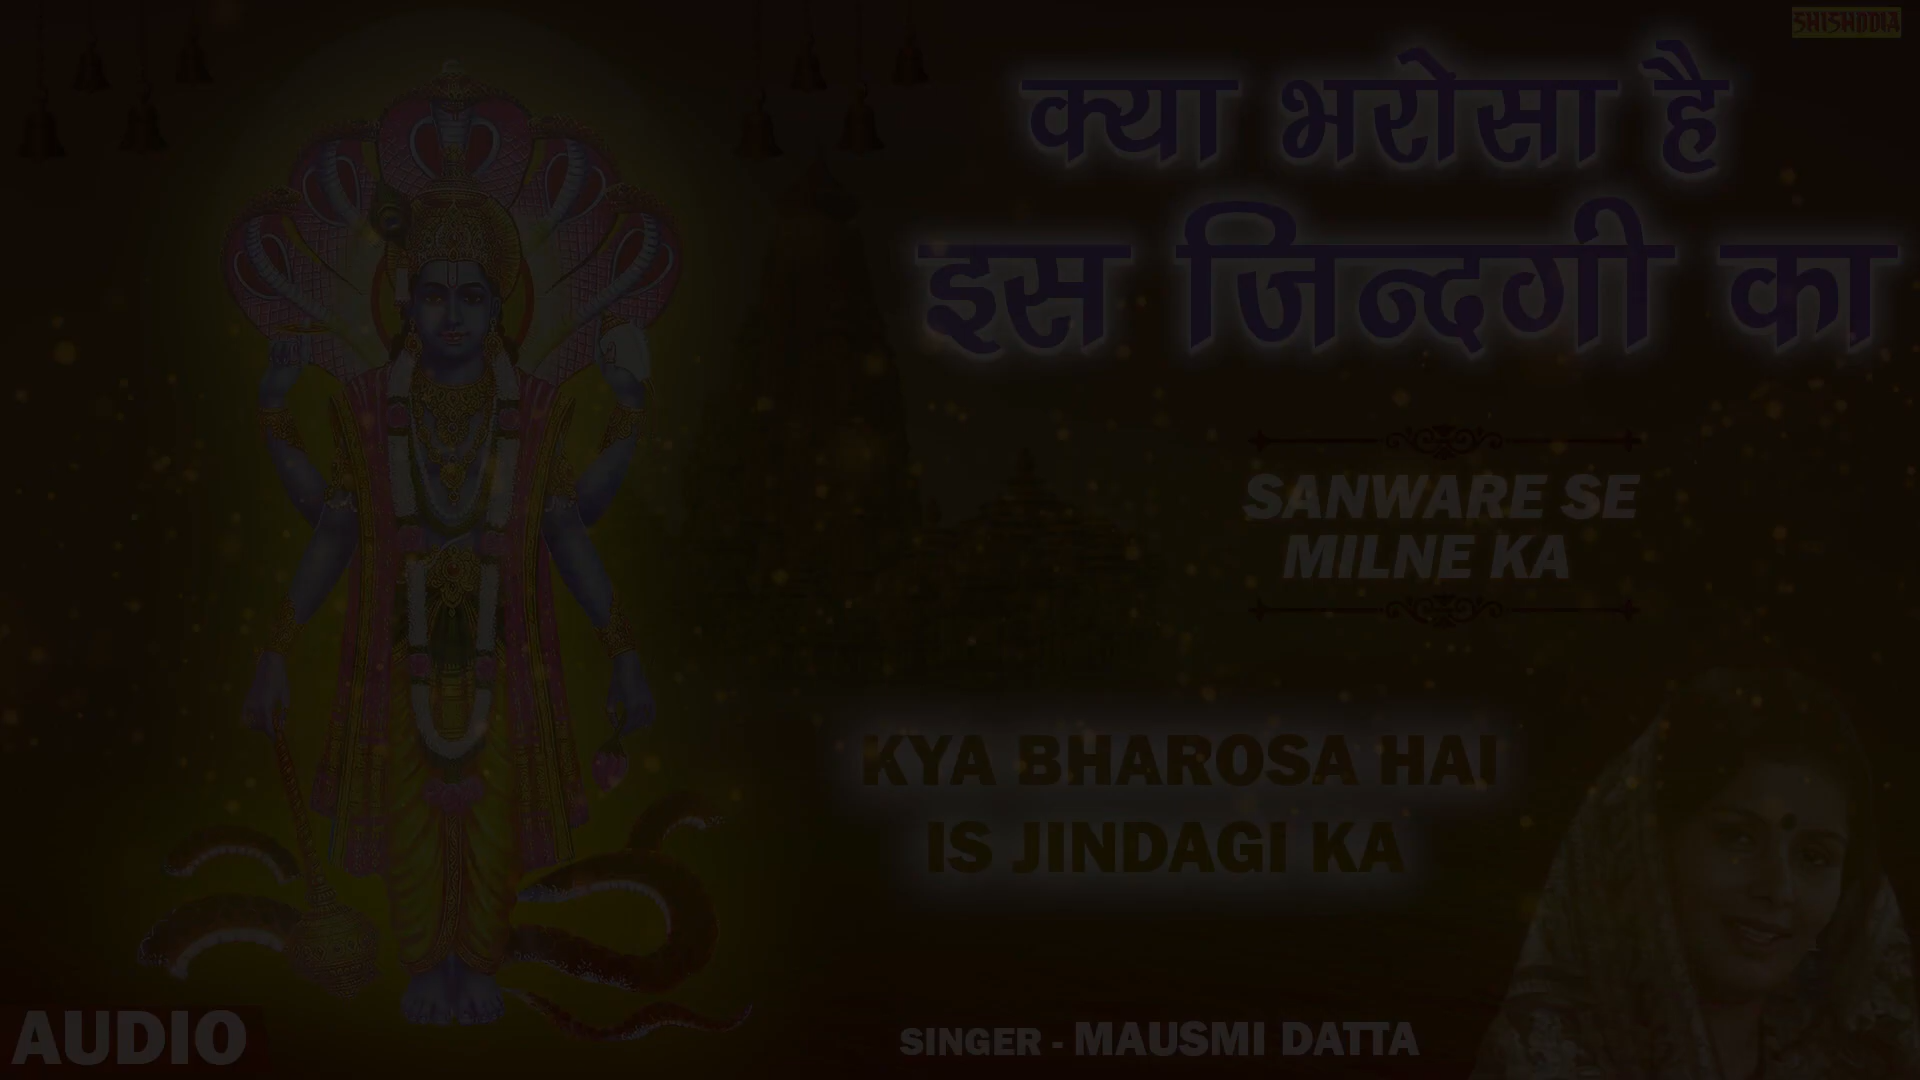 SHISHODIA
क्या भरोसा है
इस जिन्दगी का
SANWARE SE
MILNE KA
KYA BHAROSA HAI
IS JINDAGI KA
AUDIO
SINGER - MAUSMI DATTA